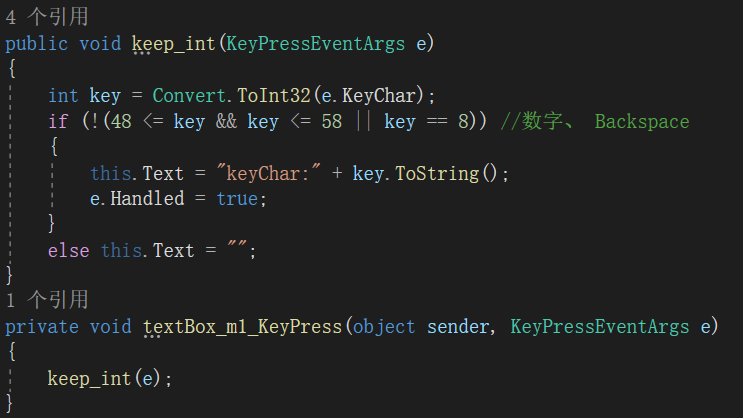 4 个引用
public void keep_int(KeyPressEventArgs e)
{
    int key = Convert.ToInt32(e.KeyChar);
    if (!(48 <= key && key <= 58 || key == 8)) //数字、 Backspace
    {
        this.Text = "keyChar:" + key.ToString();
        e.Handled = true;
    }
    else this.Text = "";
}
1 个引用
private void textBox_m1_KeyPress(object sender, KeyPressEventArgs e)
{
    keep_int(e);
}